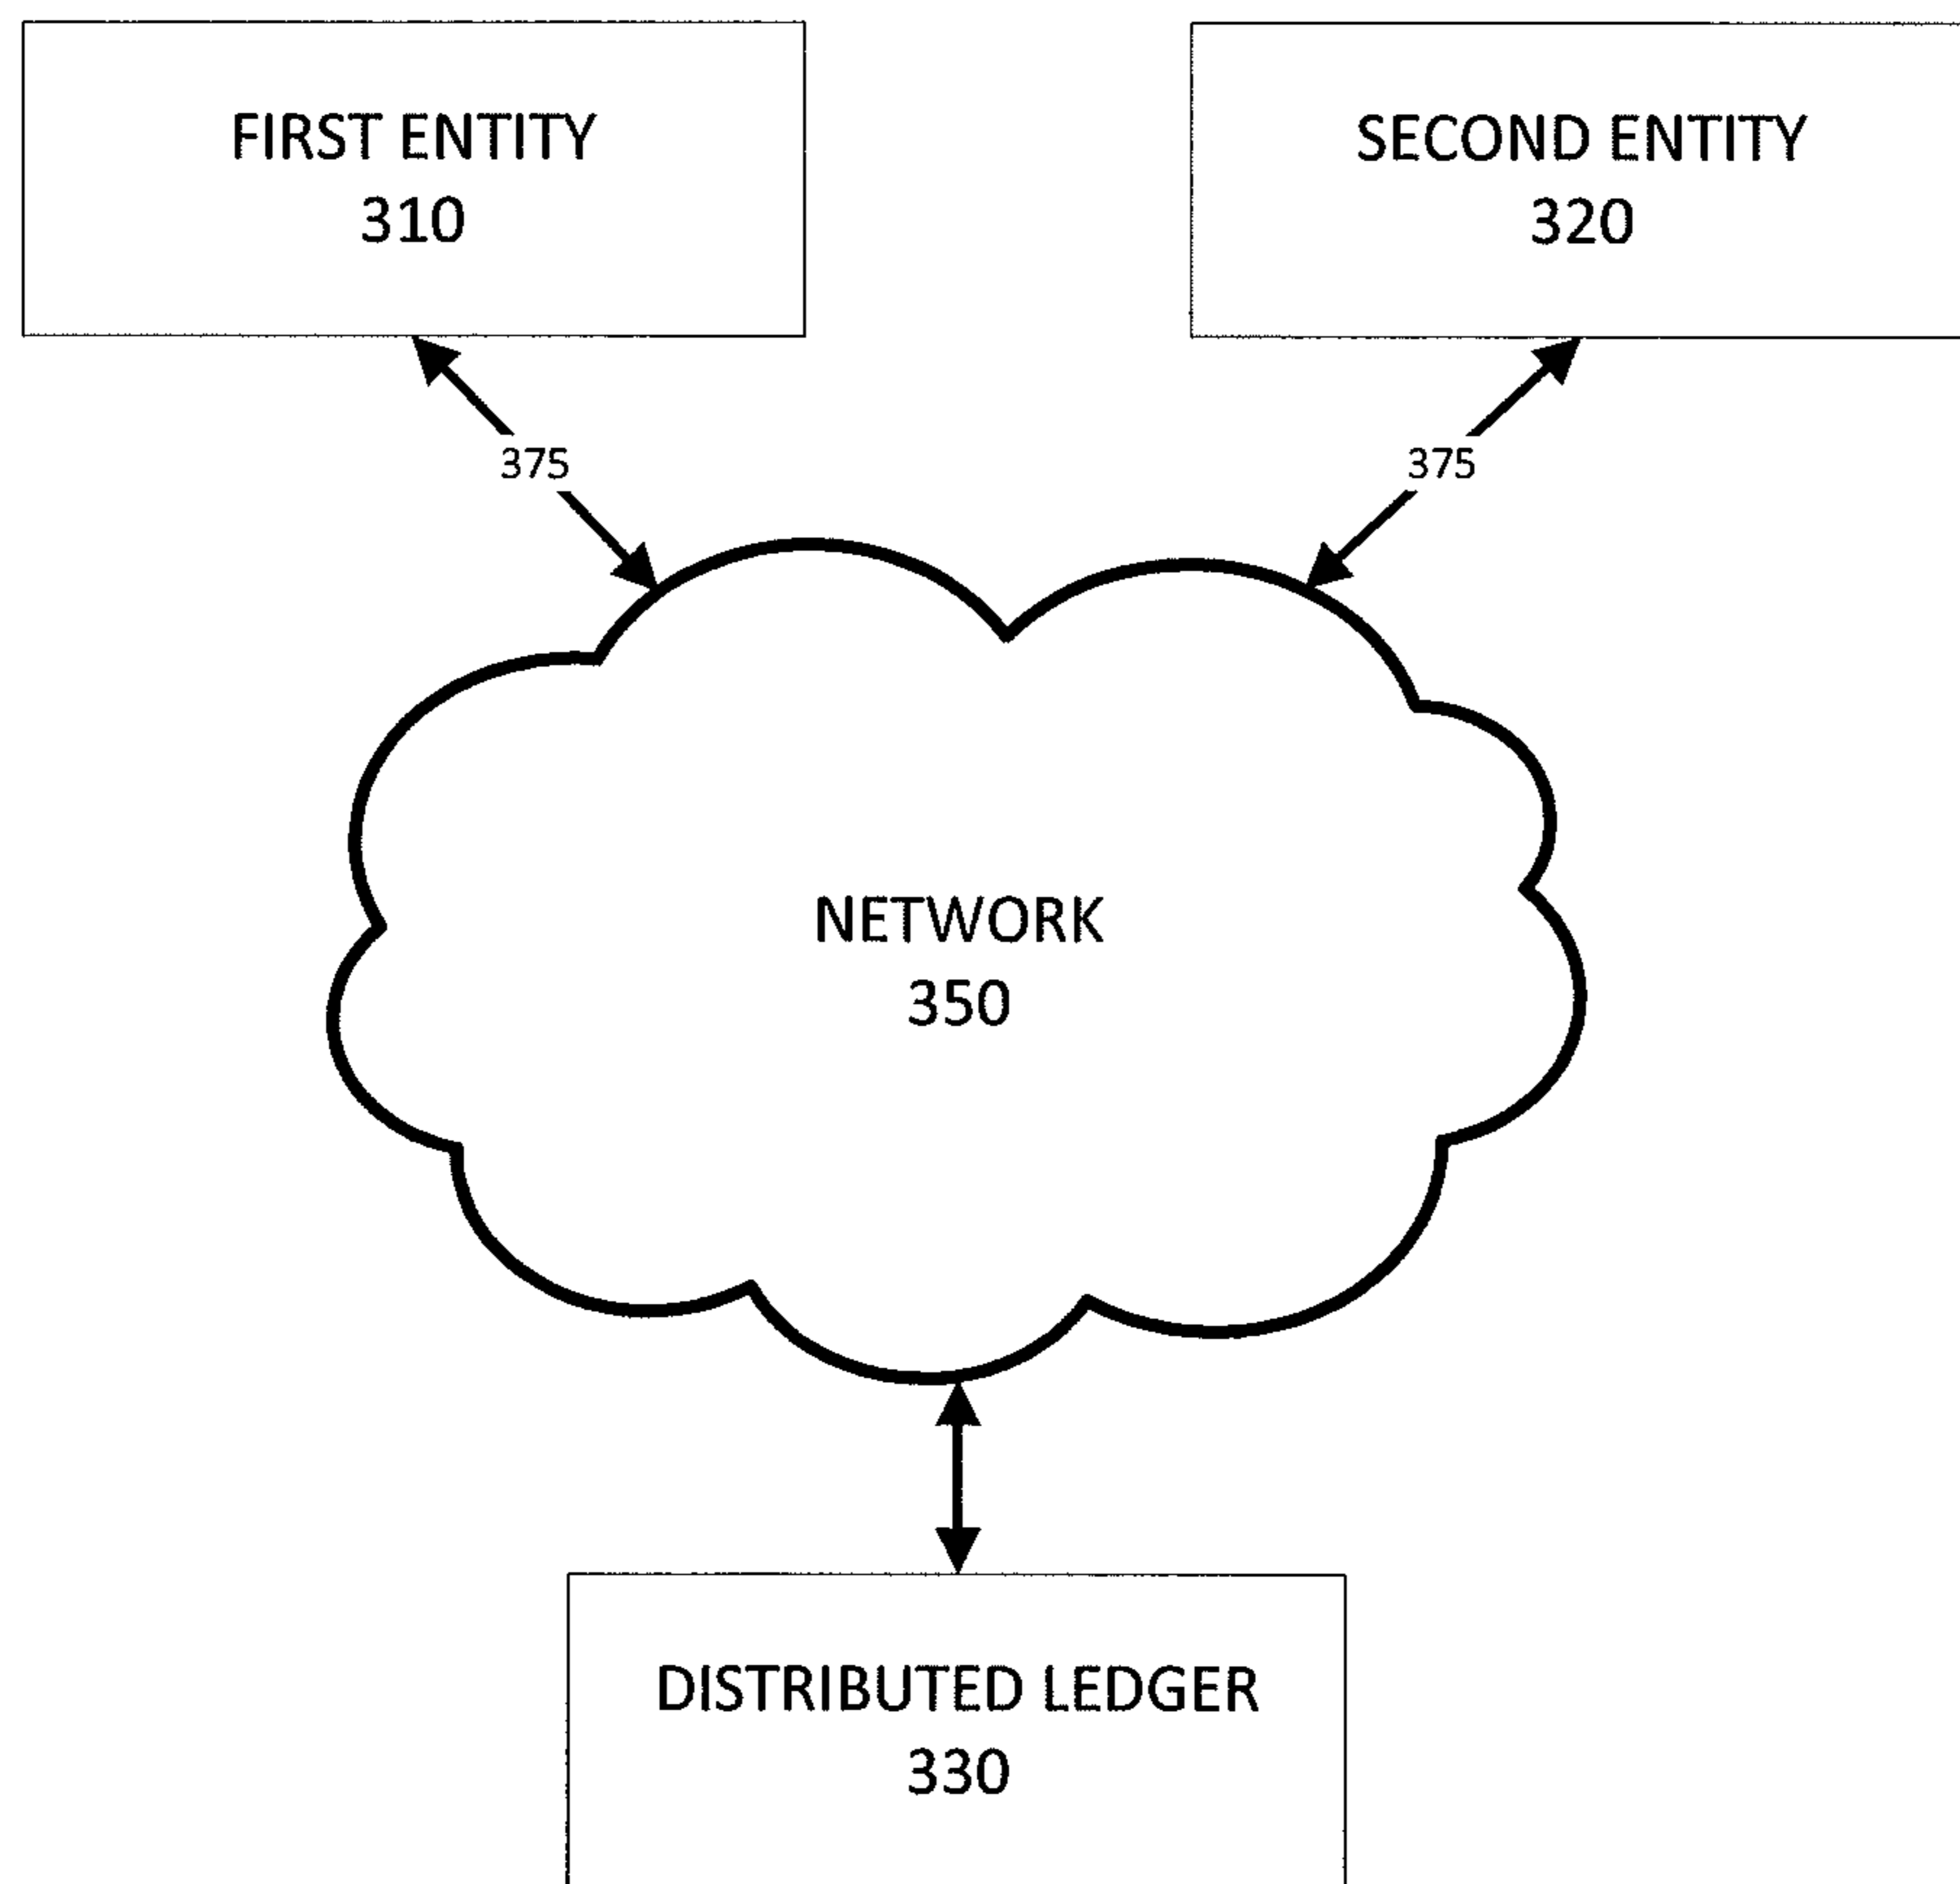 FIRST ENTITY
310
SECOND ENTITY
320
375
375
NETWORK
350
DISTRIBUTED LEDGER
330